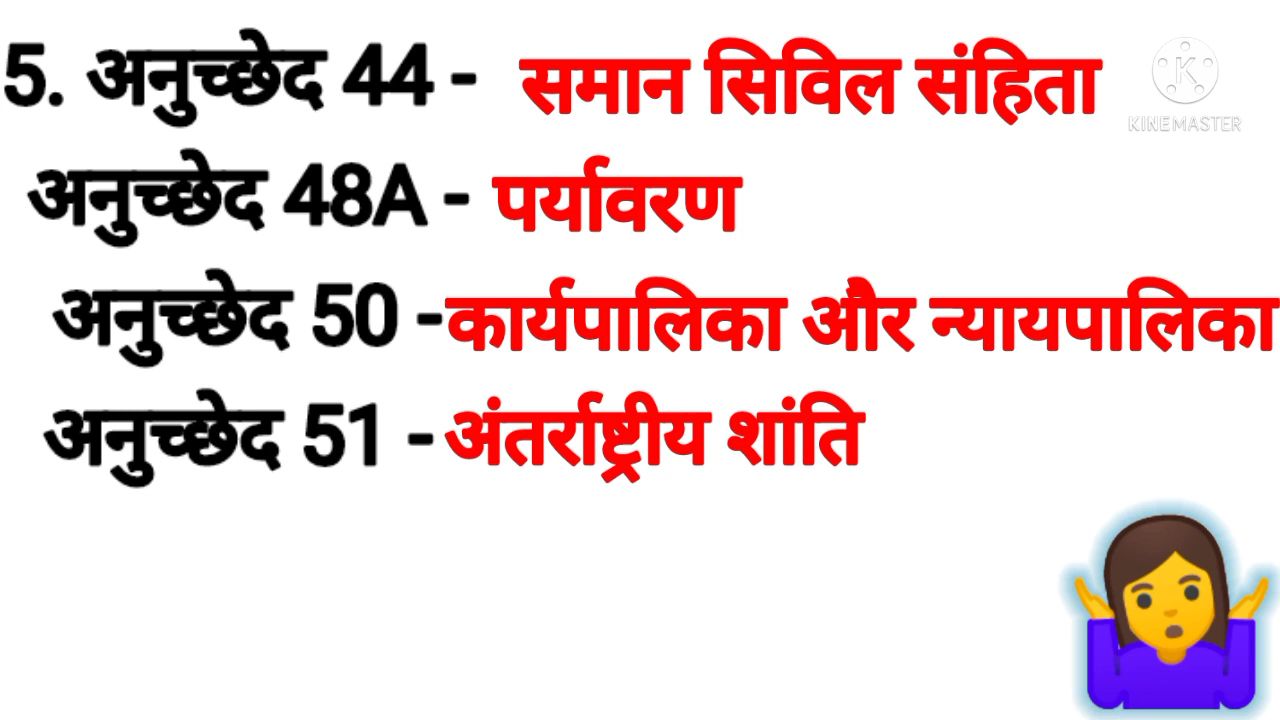 5. अनुच्छेद 44 - समान सिविल संहिता
KINEMASTER
अनुच्छेद 48A - पर्यावरण
अनुच्छेद 50 -कार्यपालिका और न्यायपालिका
अनुच्छेद 51 -अंतर्राष्ट्रीय शांति